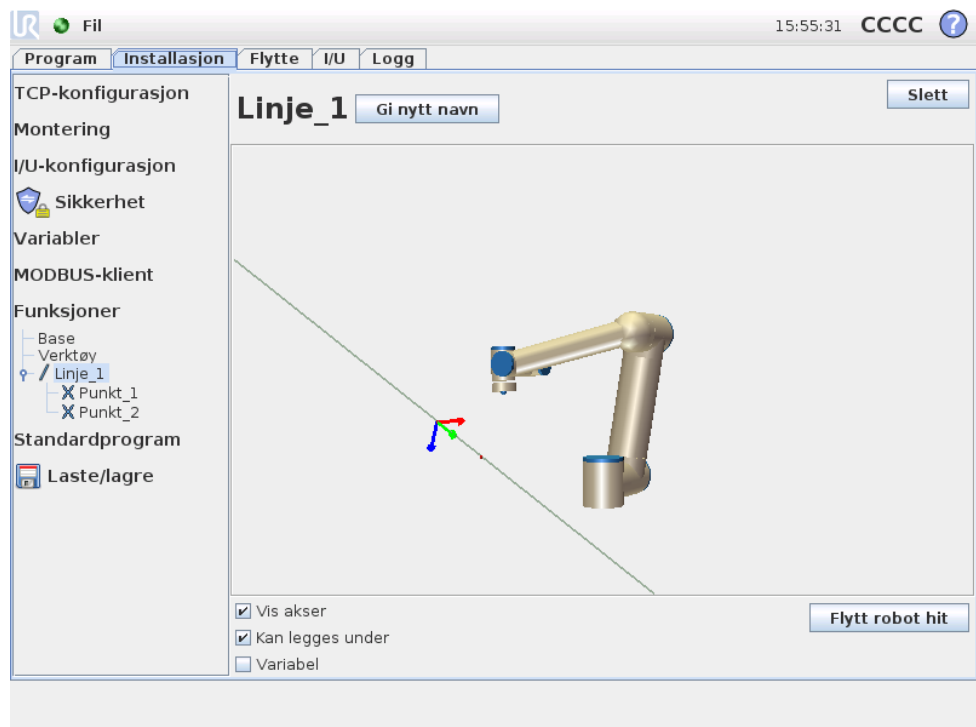 UR Fil 15:55:31 CCCC ?
Program Installasjon Flytte I/U Logg
TCP-konfigurasjon
Montering
I/U-konfigurasjon
Sikkerhet
Variabler
MODBUS-klient
Funksjoner
Base
Verktøy
Linje_1
Punkt_1
Punkt_2
Standardprogram
Laste/lagre
Linje_1 Gi nytt navn Slett
Vis akser
Kan legges under
Variabel
Flytt robot hit